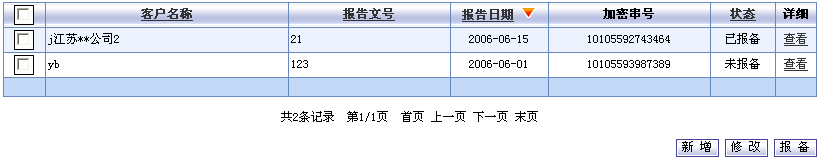 客户名称 报告文号 报告日期 加密串号 状态 详细
j江苏**公司2 21 2006-06-15 10105592743464 已报备 查看
yb 123 2006-06-01 10105593987389 未报备 查看
共2条记录 第1/1页 首页 上一页 下一页 末页
新 增 修 改 报 备